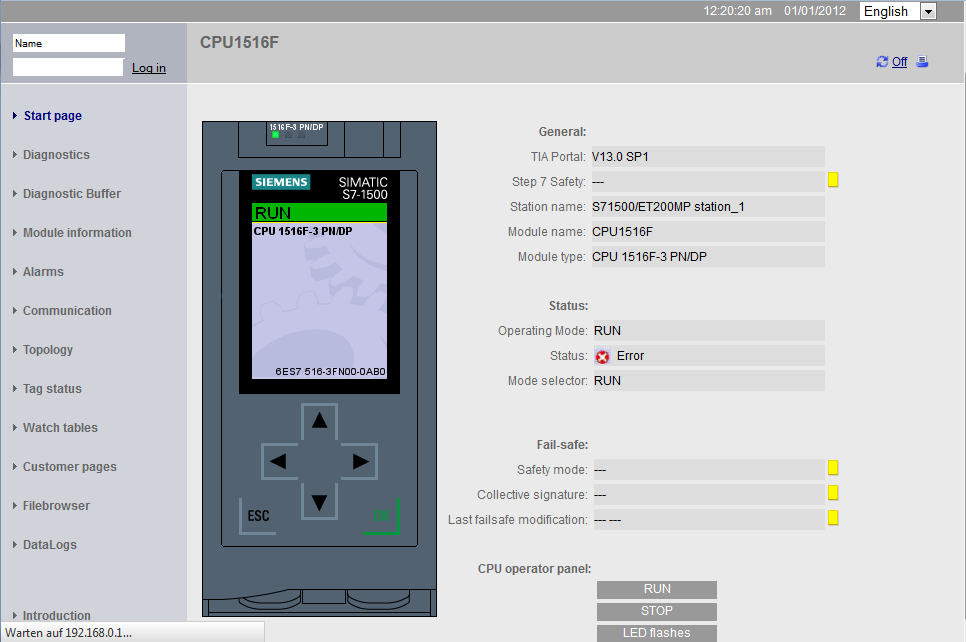 12:20:20 am 01/01/2012 English
Name
Log in
CPU1516F
Off
Start page
Diagnostics
Diagnostic Buffer
Module information
Alarms
Communication
Topology
Tag status
Watch tables
Customer pages
Filebrowser
DataLogs
Introduction
Warten auf 192.168.0.1...
1516F-3 PN/DP
SIEMENS SIMATIC
S7-1500
RUN
CPU 1516F-3 PN/DP
6ES7 516-3FN00-0AB0
ESC OK
General:
TIA Portal: V13.0 SP1
Step 7 Safety: ---
Station name: S71500/ET200MP station_1
Module name: CPU1516F
Module type: CPU 1516F-3 PN/DP
Status:
Operating Mode: RUN
Status: Error
Mode selector: RUN
Fail-safe:
Safety mode: ---
Collective signature: ---
Last failsafe modification: --- ---
CPU operator panel:
RUN
STOP
LED flashes